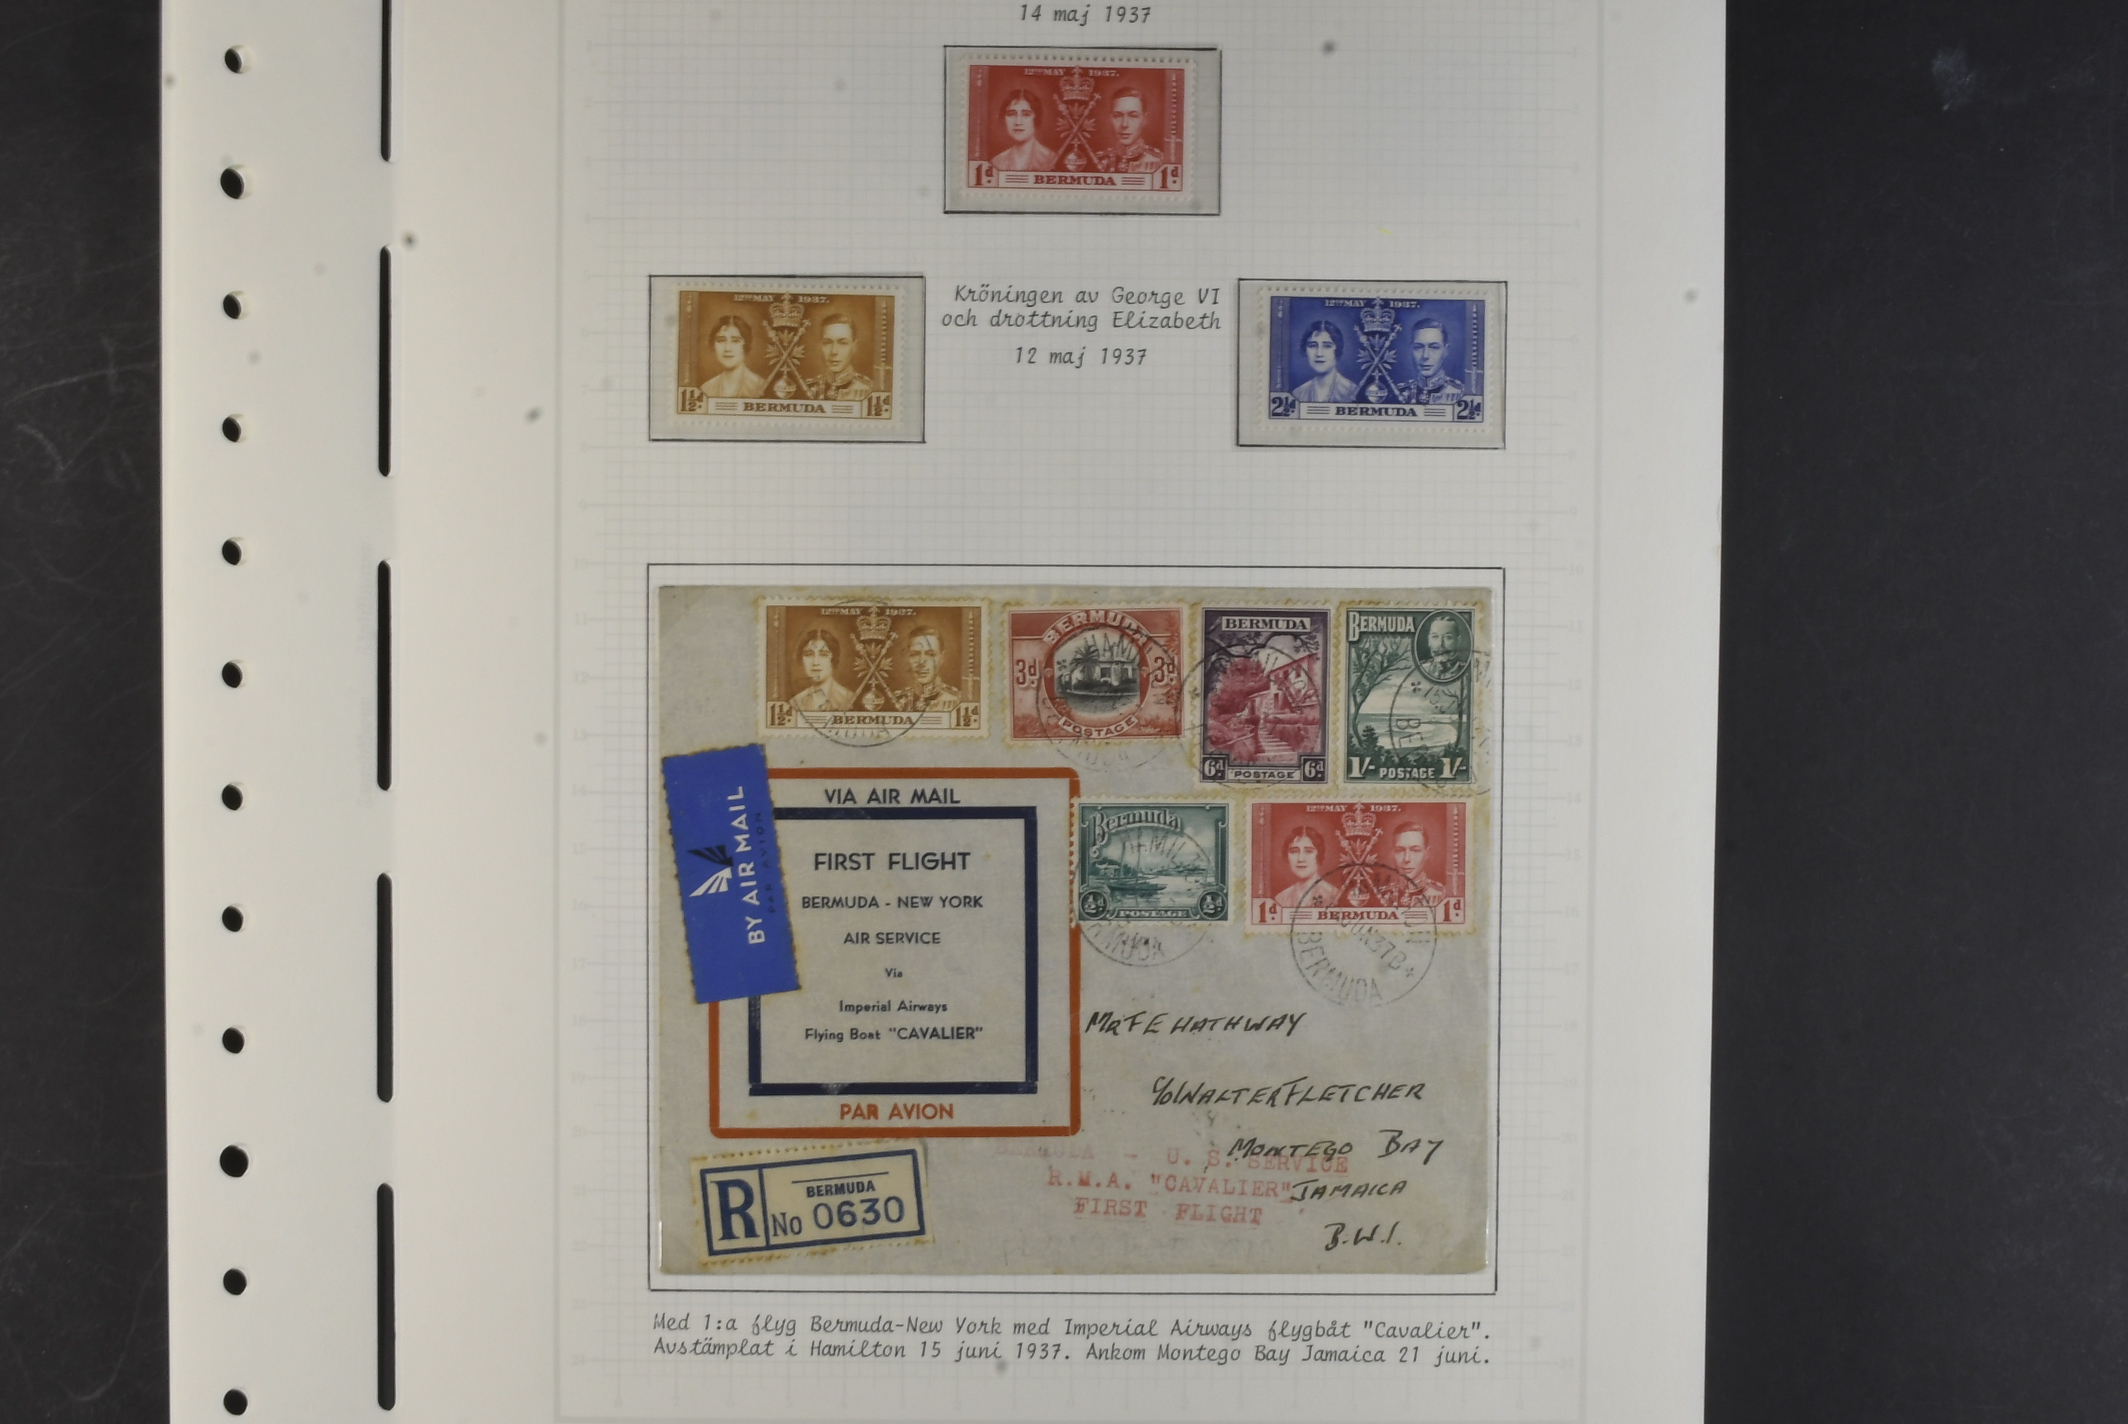 14 maj 1937
12TH MAY 1937.
1d. BERMUDA 1d.
12TH MAY 1937.
1½d. BERMUDA 1½d.
Kröningen av George VI
och drottning Elizabeth
12 maj 1937
12TH MAY 1937.
2½d. BERMUDA 2½d.
12TH MAY 1937.
1½d. BERMUDA 1½d.
BERMUDA
3d 3d
POSTAGE
BERMUDA
6d POSTAGE 6d
BERMUDA
1/- POSTAGE 1/-
Bermuda
½d POSTAGE ½d
12TH MAY 1937.
1d. BERMUDA 1d.
HAMILTON
JUN 37 B
BERMUDA
BY AIR MAIL
PAR AVION
VIA AIR MAIL
FIRST FLIGHT
BERMUDA - NEW YORK
AIR SERVICE
Via
Imperial Airways
Flying Boat "CAVALIER"
PAR AVION
MR F E HATHWAY
C/O WALTER FLETCHER
MONTEGO BAY
JAMAICA
B.W.I.
BERMUDA - U. S. SERVICE
R.M.A. "CAVALIER"
FIRST FLIGHT
R BERMUDA
No 0630
Med 1:a flyg Bermuda-New York med Imperial Airways flygbåt "Cavalier".
Avstämplat i Hamilton 15 juni 1937. Ankom Montego Bay Jamaica 21 juni.